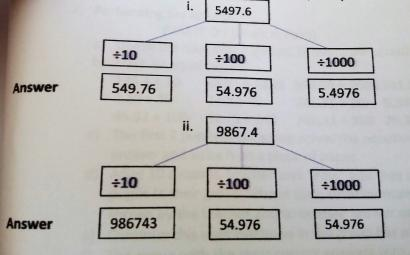 i. 5497.6
÷10 ÷100 ÷1000
Answer 549.76 54.976 5.4976
ii. 9867.4
÷10 ÷100 ÷1000
Answer 986743 54.976 54.976